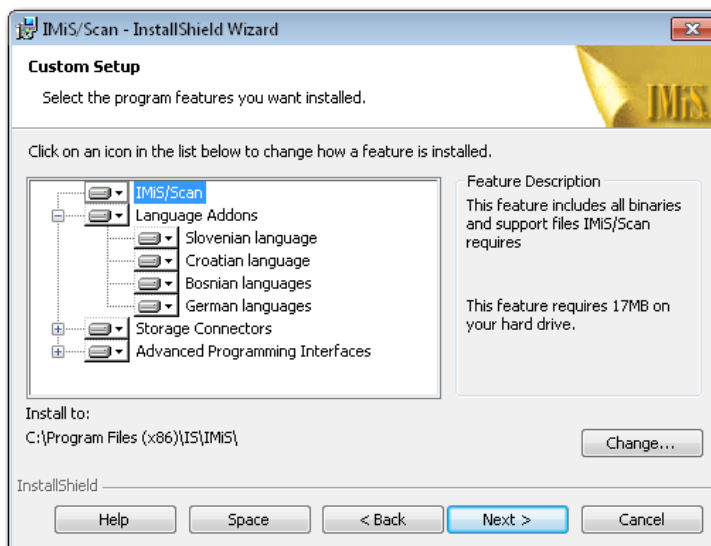 IMiS/Scan - InstallShield Wizard
Custom Setup
Select the program features you want installed.
IMiS
Click on an icon in the list below to change how a feature is installed.
IMiS/Scan
Language Addons
Slovenian language
Croatian language
Bosnian languages
German languages
Storage Connectors
Advanced Programming Interfaces
Feature Description
This feature includes all binaries
and support files IMiS/Scan
requires
This feature requires 17MB on
your hard drive.
Install to:
C:\Program Files (x86)\IS\IMiS\
Change...
InstallShield
Help
Space
< Back
Next >
Cancel